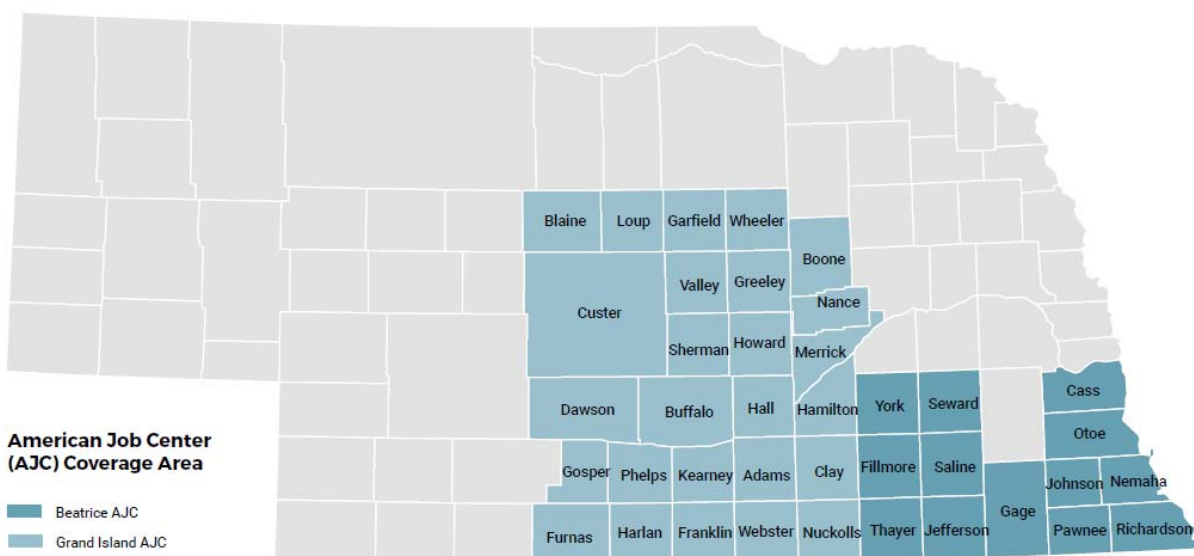 Blaine Loup Garfield Wheeler
Boone
Valley Greeley
Nance
Custer
Sherman Howard Merrick
Dawson Buffalo Hall Hamilton York Seward Cass
Otoe
American Job Center
(AJC) Coverage Area
Gosper Phelps Kearney Adams Clay Fillmore Saline Johnson Nemaha
Gage
Beatrice AJC
Grand Island AJC
Furnas Harlan Franklin Webster Nuckolls Thayer Jefferson Pawnee Richardson